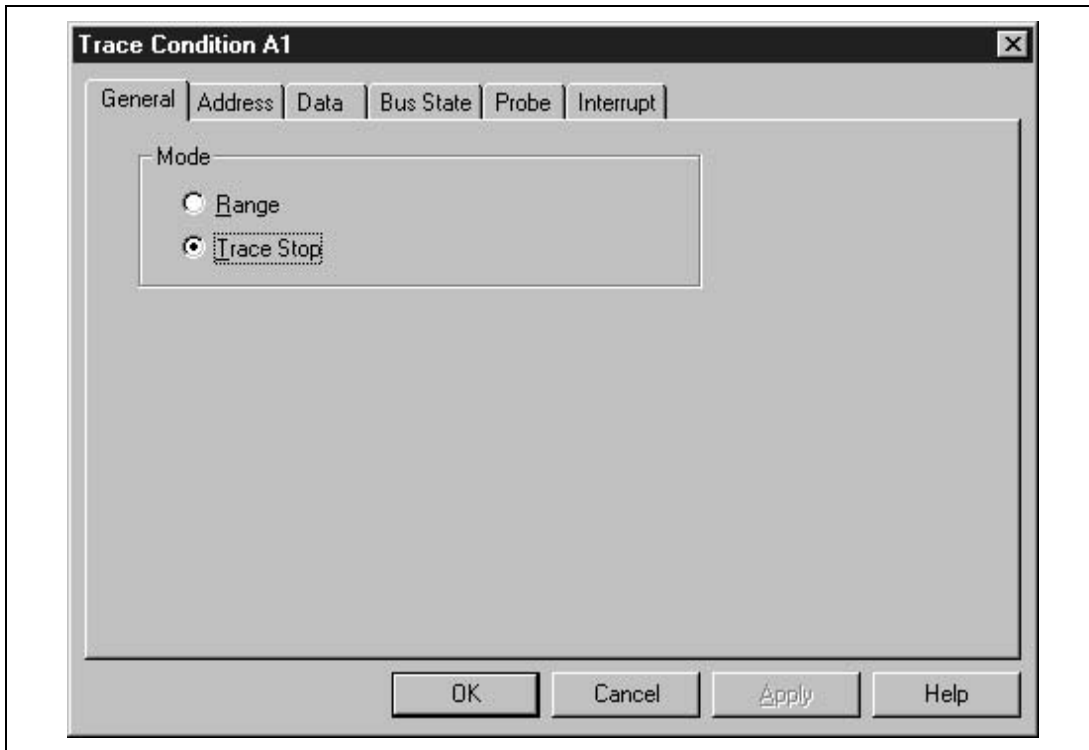 Trace Condition A1
General Address Data Bus State Probe Interrupt
Mode
Range
Trace Stop
OK Cancel Apply Help